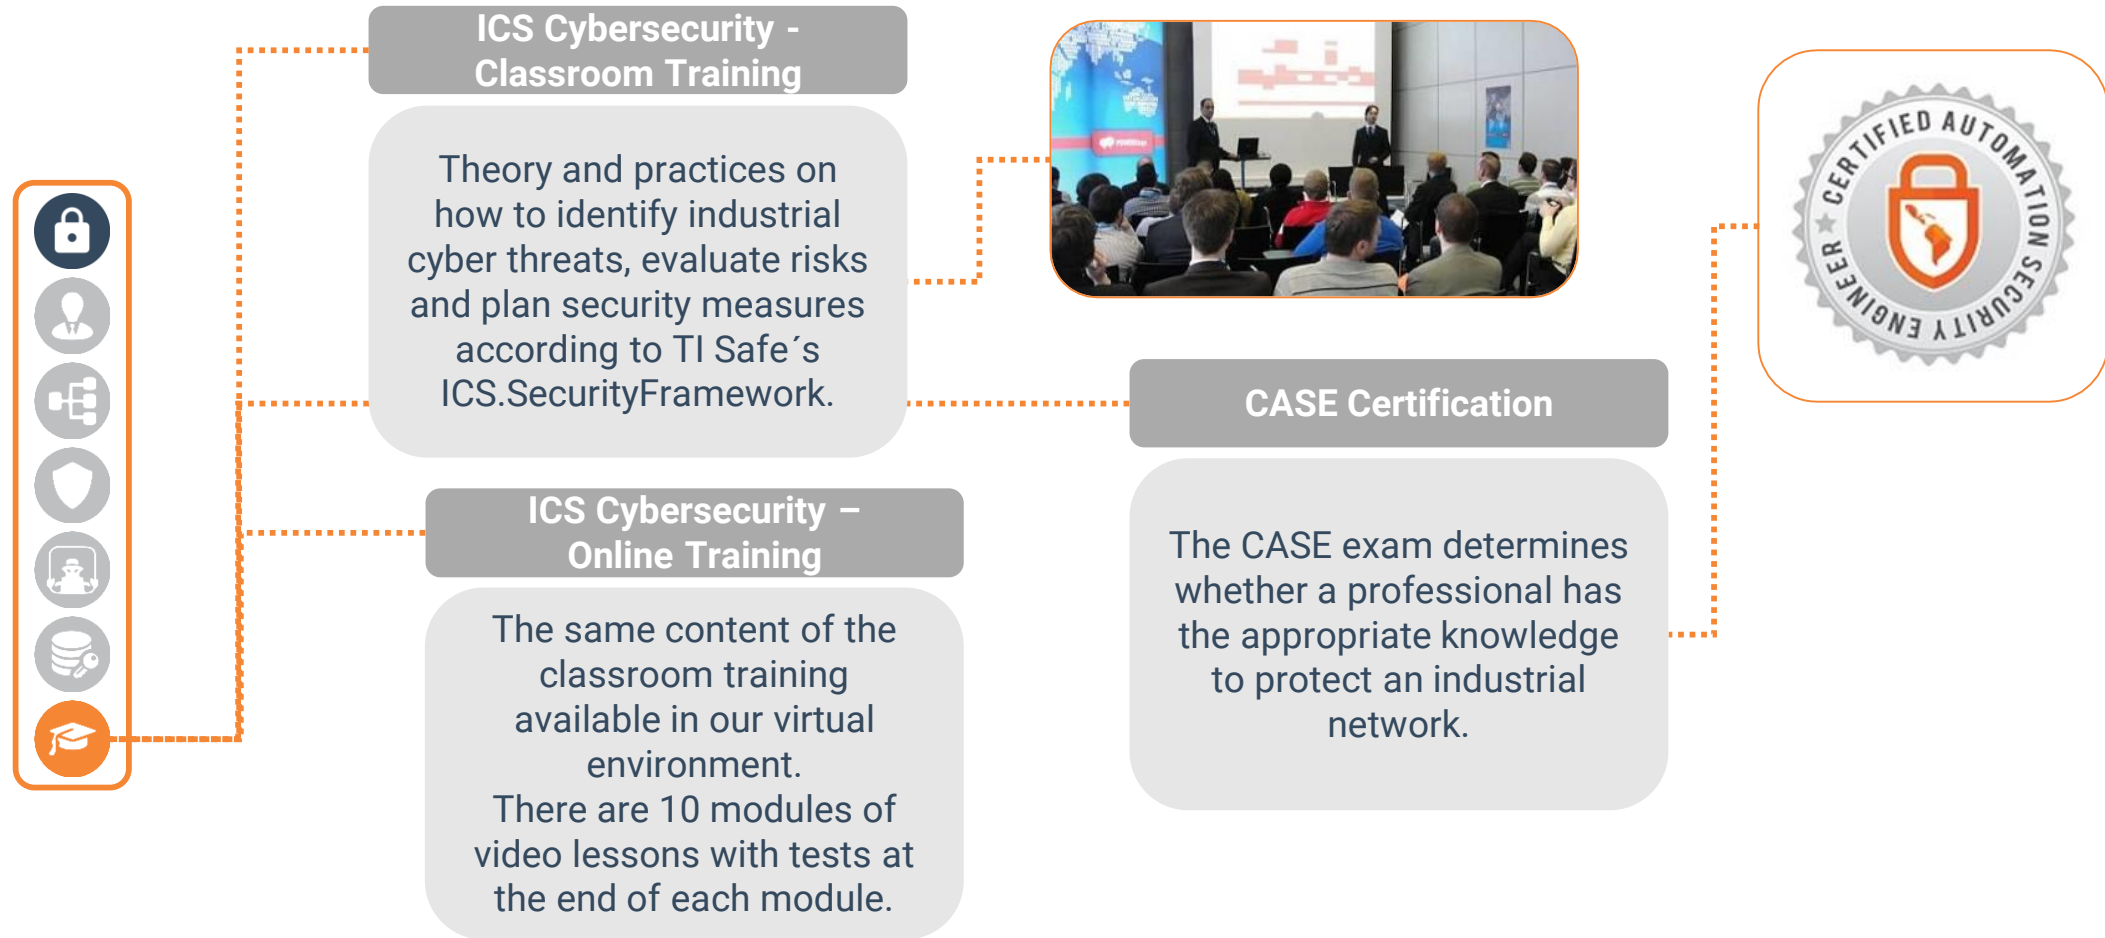 ICS Cybersecurity -
Classroom Training
Theory and practices on
how to identify industrial
cyber threats, evaluate risks
and plan security measures
according to TI Safe´s
ICS.SecurityFramework.
ICS Cybersecurity –
Online Training
The same content of the
classroom training
available in our virtual
environment.
There are 10 modules of
video lessons with tests at
the end of each module.
CASE Certification
The CASE exam determines
whether a professional has
the appropriate knowledge
to protect an industrial
network.
CERTIFIED AUTOMATION SECURITY ENGINEER